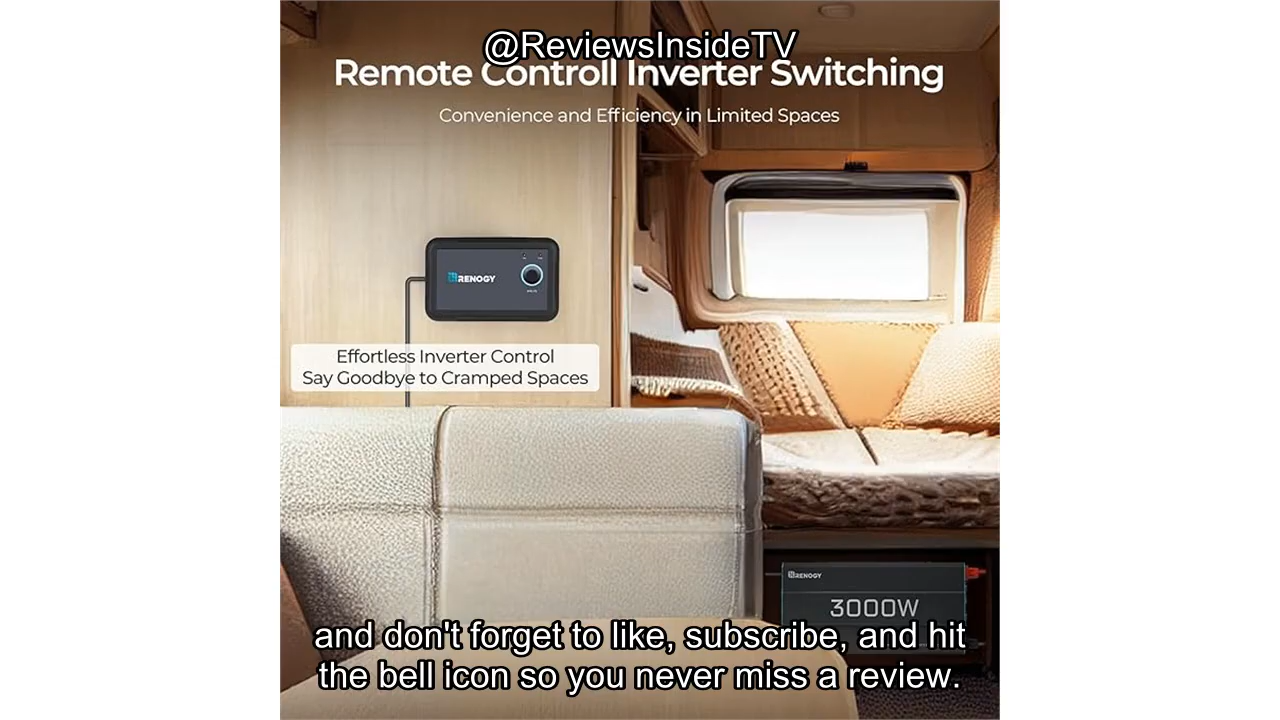 @ReviewsInsideTV
Remote Controll Inverter Switching
Convenience and Efficiency in Limited Spaces
RENOGY
Effortless Inverter Control
Say Goodbye to Cramped Spaces
RENOGY
3000W
and don't forget to like, subscribe, and hit
the bell icon so you never miss a review.